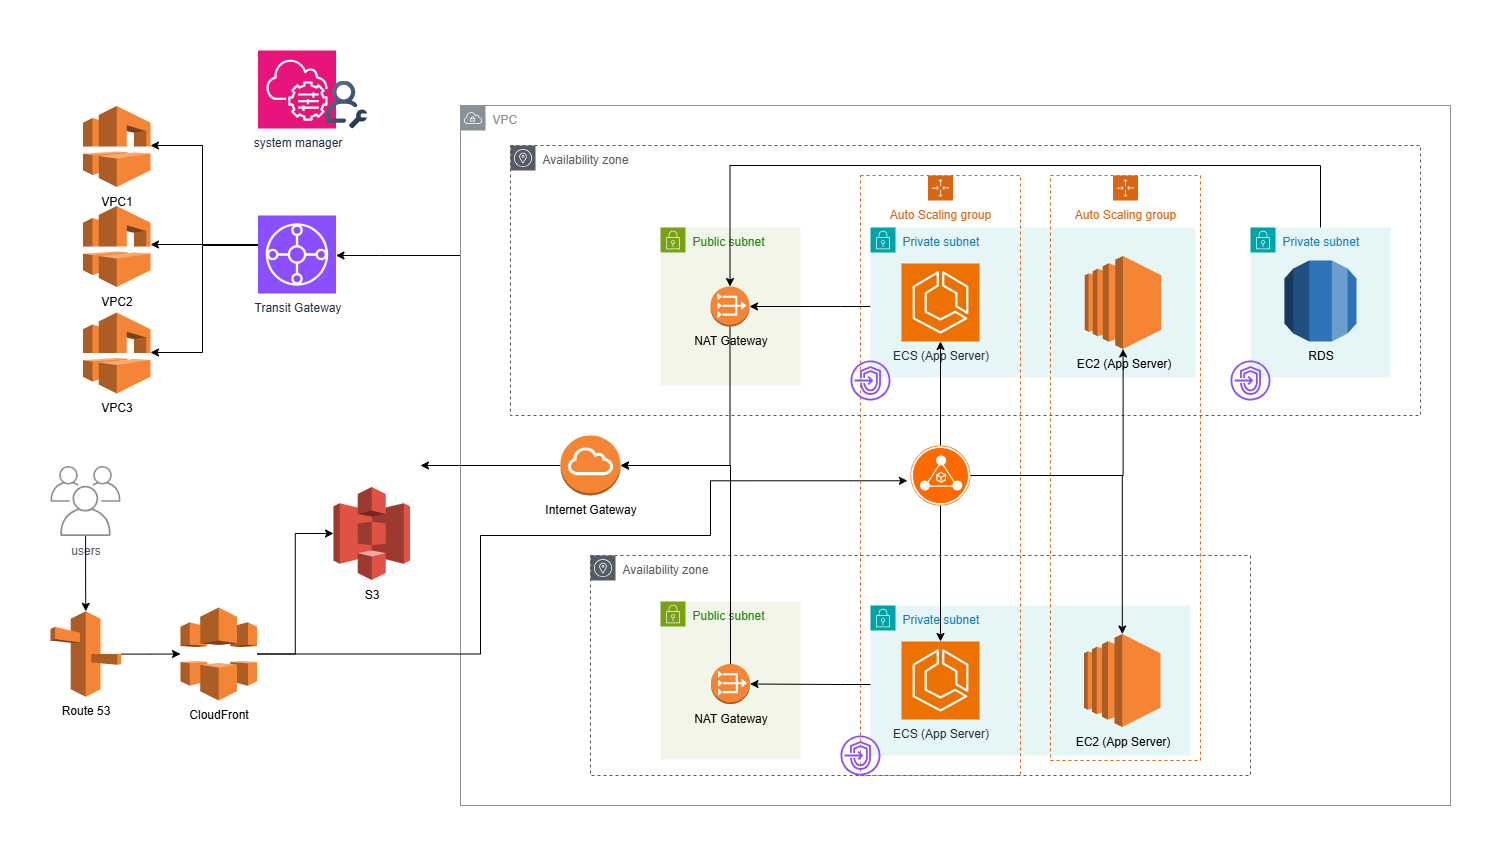 system manager
VPC
Availability zone
VPC1
Auto Scaling group
Auto Scaling group
Public subnet
Private subnet
Private subnet
VPC2
Transit Gateway
NAT Gateway
ECS (App Server)
EC2 (App Server)
RDS
VPC3
Internet Gateway
users
S3
Availability zone
Public subnet
Private subnet
Route 53
CloudFront
NAT Gateway
ECS (App Server)
EC2 (App Server)